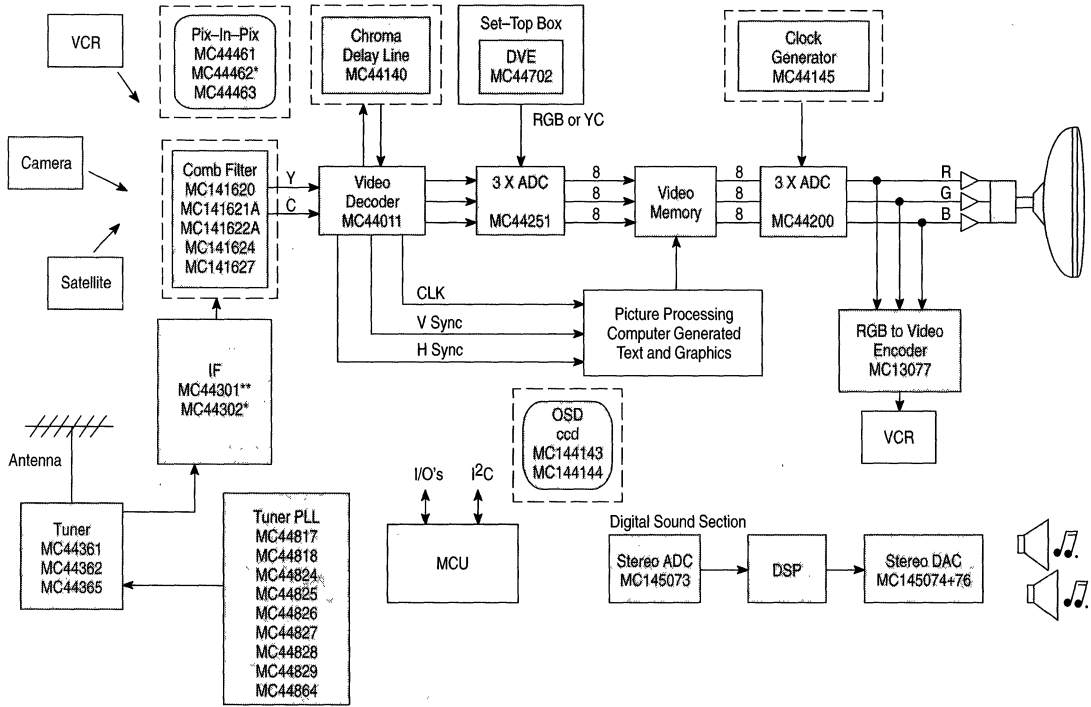 VCR
Pix–In–Pix
MC44461
MC44462*
MC44463
Chroma
Delay Line
MC44140
Set–Top Box
DVE
MC44702
RGB or YC
Clock
Generator
MC44145
Camera
Satellite
Comb Filter
MC141620
MC141621A
MC141622A
MC141624
MC141627
Y
C
Video
Decoder
MC44011
3 X ADC
MC44251
8
8
8
Video
Memory
8
8
8
3 X ADC
MC44200
R
G
B
CLK
V Sync
H Sync
Picture Processing
Computer Generated
Text and Graphics
RGB to Video
Encoder
MC13077
VCR
IF
MC44301**
MC44302*
Antenna
Tuner
MC44361
MC44362
MC44365
Tuner PLL
MC44817
MC44818
MC44824
MC44825
MC44826
MC44827
MC44828
MC44829
MC44864
OSD
ccd
MC144143
MC144144
I/O's
I2C
MCU
Digital Sound Section
Stereo ADC
MC145073
DSP
Stereo DAC
MC145074+76